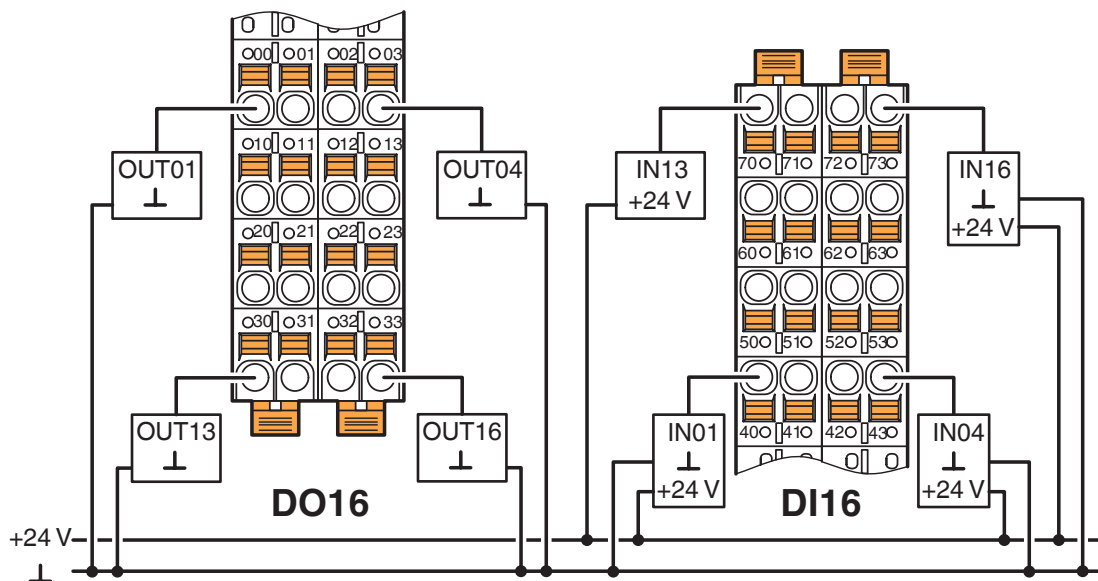 00 01 02 03
OUT01
OUT04
10 11 12 13
20 21 22 23
30 31 32 33
OUT13
OUT16
DO16
IN13
+24 V
IN16
+24 V
70 71 72 73
60 61 62 63
50 51 52 53
IN01
+24 V
IN04
+24 V
40 41 42 43
DI16
+24 V